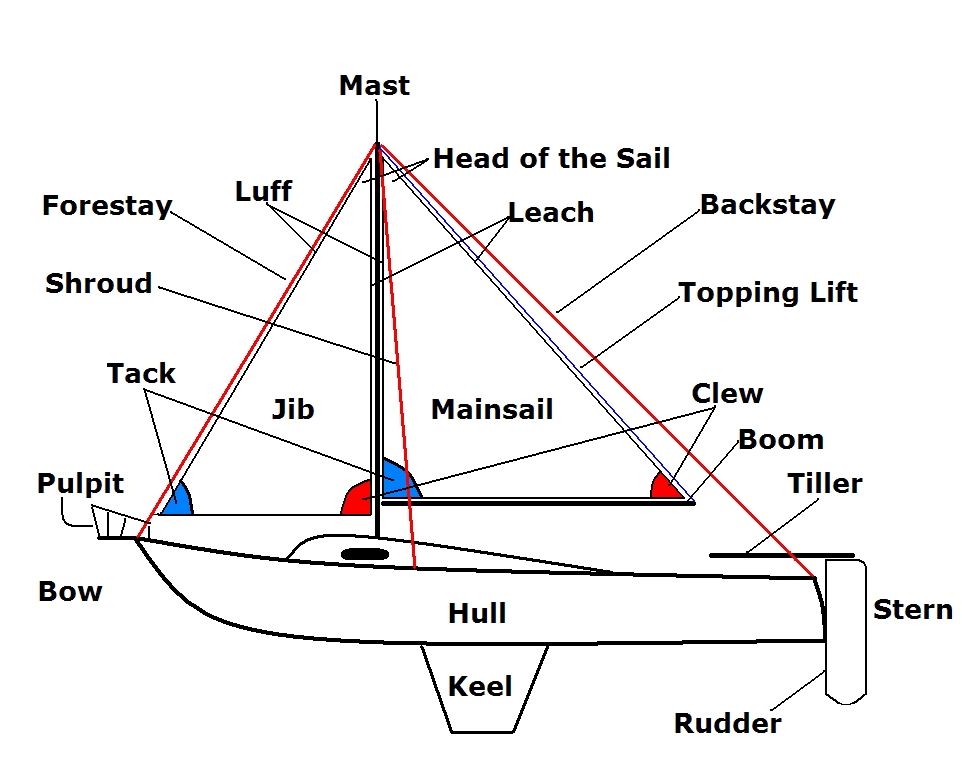 Mast
Head of the Sail
Luff
Forestay
Leach
Backstay
Shroud
Topping Lift
Tack
Jib
Mainsail
Clew
Boom
Pulpit
Tiller
Bow
Hull
Stern
Keel
Rudder